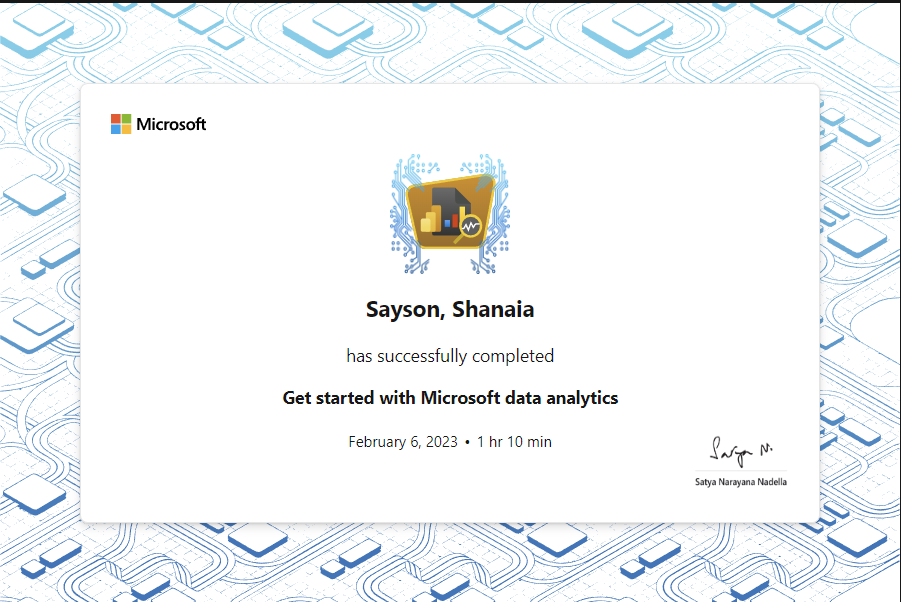 Microsoft
Sayson, Shanaia
has successfully completed
Get started with Microsoft data analytics
February 6, 2023 • 1 hr 10 min
Satya N.
Satya Narayana Nadella